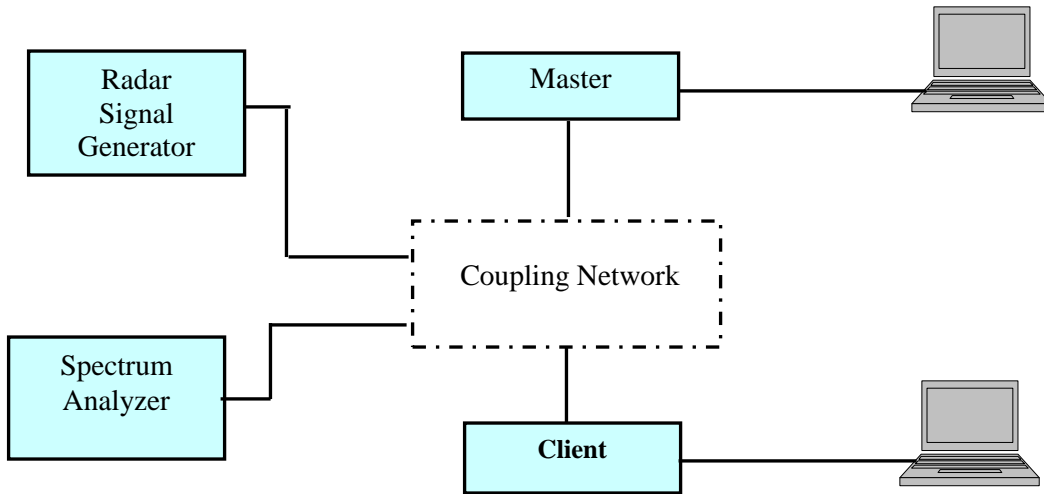 Radar
Signal
Generator
Master
Coupling Network
Spectrum
Analyzer
Client